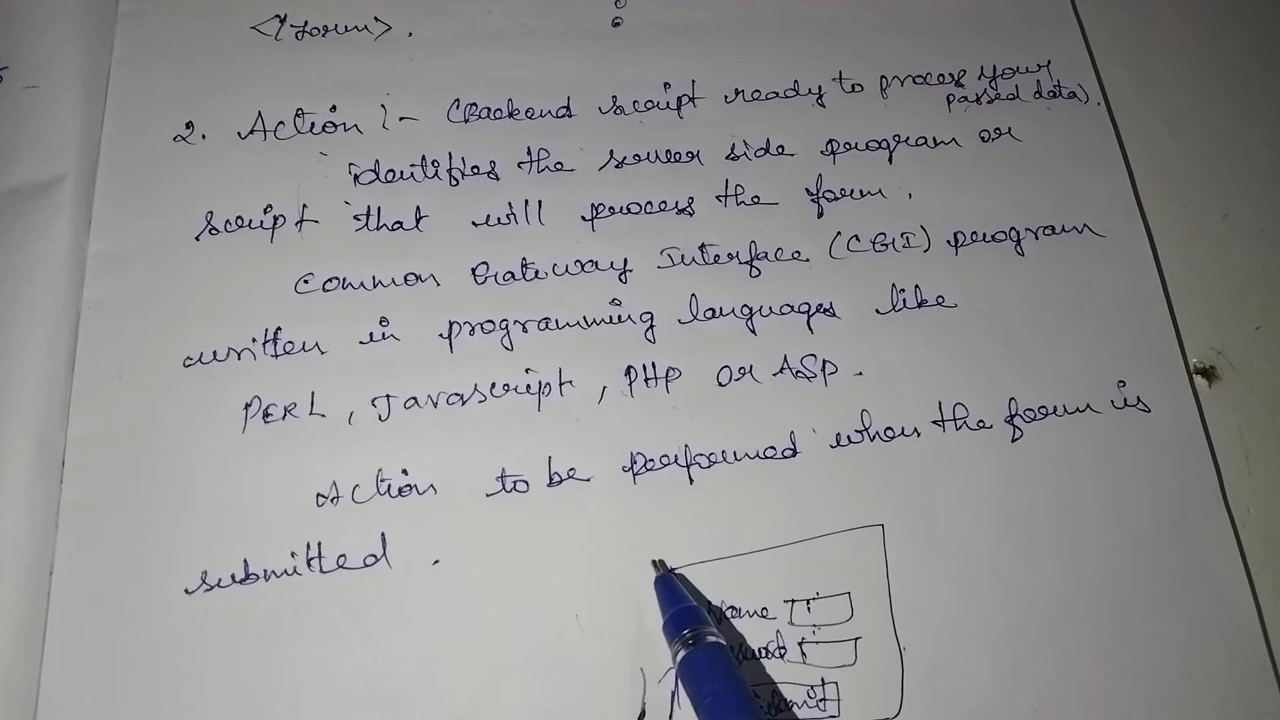 </form>.
2. Action :- (Backend script ready to process your
passed data).
identifies the server side program or
script that will process the form.
Common Gateway Interface (CGI) program
written in programming languages like
PERL, Javascript, PHP or ASP.
Action to be performed when the form is
submitted.
Name
Submit